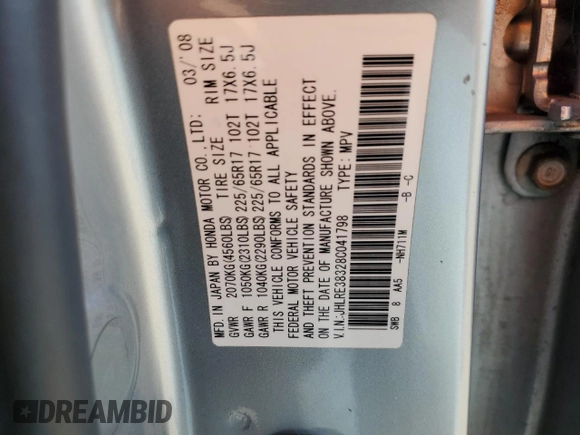 MFD. IN JAPAN BY HONDA MOTOR CO., LTD: 03/'08
GVWR 2070KG(4560LBS) TIRE SIZE RIM SIZE
GAWR F 1050KG(2310LBS) 225/65R17 102T 17X6.5J
GAWR R 1040KG(2290LBS) 225/65R17 102T 17X6.5J
THIS VEHICLE CONFORMS TO ALL APPLICABLE
FEDERAL MOTOR VEHICLE SAFETY
AND THEFT PREVENTION STANDARDS IN EFFECT
ON THE DATE OF MANUFACTURE SHOWN ABOVE.
V.I.N:JHLRE38328C041798 TYPE: MPV
SWB 8 AA5 -NH711M -B -C
DREAMBID